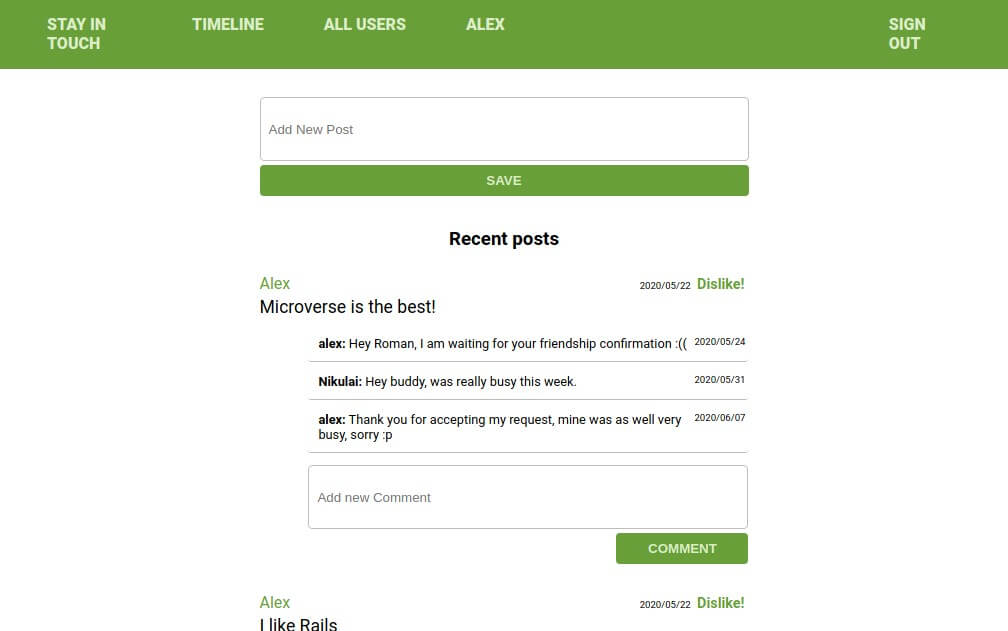 STAY IN
TOUCH
TIMELINE
ALL USERS
ALEX
SIGN
OUT
Add New Post
SAVE
Recent posts
Alex 2020/05/22 Dislike!
Microverse is the best!
alex: Hey Roman, I am waiting for your friendship confirmation :(( 2020/05/24
Nikulai: Hey buddy, was really busy this week. 2020/05/31
alex: Thank you for accepting my request, mine was as well very 2020/06/07
busy, sorry :p
Add new Comment
COMMENT
Alex 2020/05/22 Dislike!
I like Rails